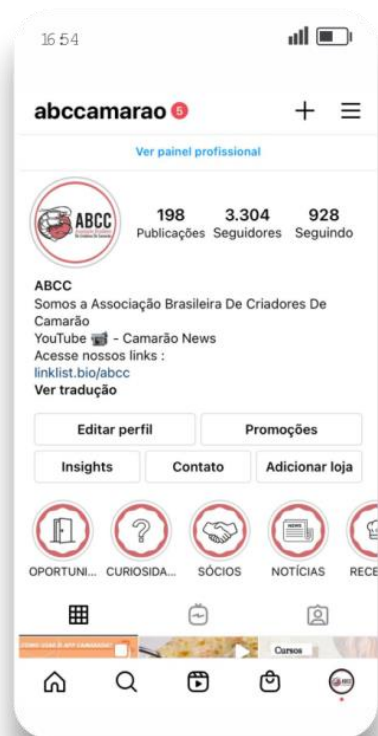 16:54
abccamarao 5
Ver painel profissional
ABCC
198 3.304 928
Publicações Seguidores Seguindo
ABCC
Somos a Associação Brasileira De Criadores De
Camarão
YouTube - Camarão News
Acesse nossos links :
linklist.bio/abcc
Ver tradução
Editar perfil Promoções
Insights Contato Adicionar loja
OPORTUNI... CURIOSIDA... SÓCIOS NOTÍCIAS RECE
Cursos